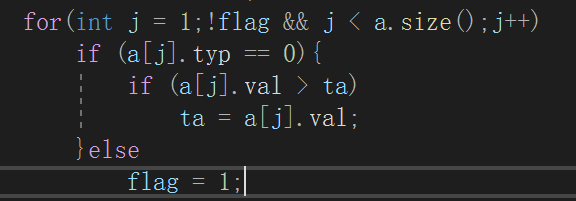 for(int j = 1;!flag && j < a.size();j++)
    if (a[j].typ == 0){
        if (a[j].val > ta)
            ta = a[j].val;
    }else
        flag = 1;